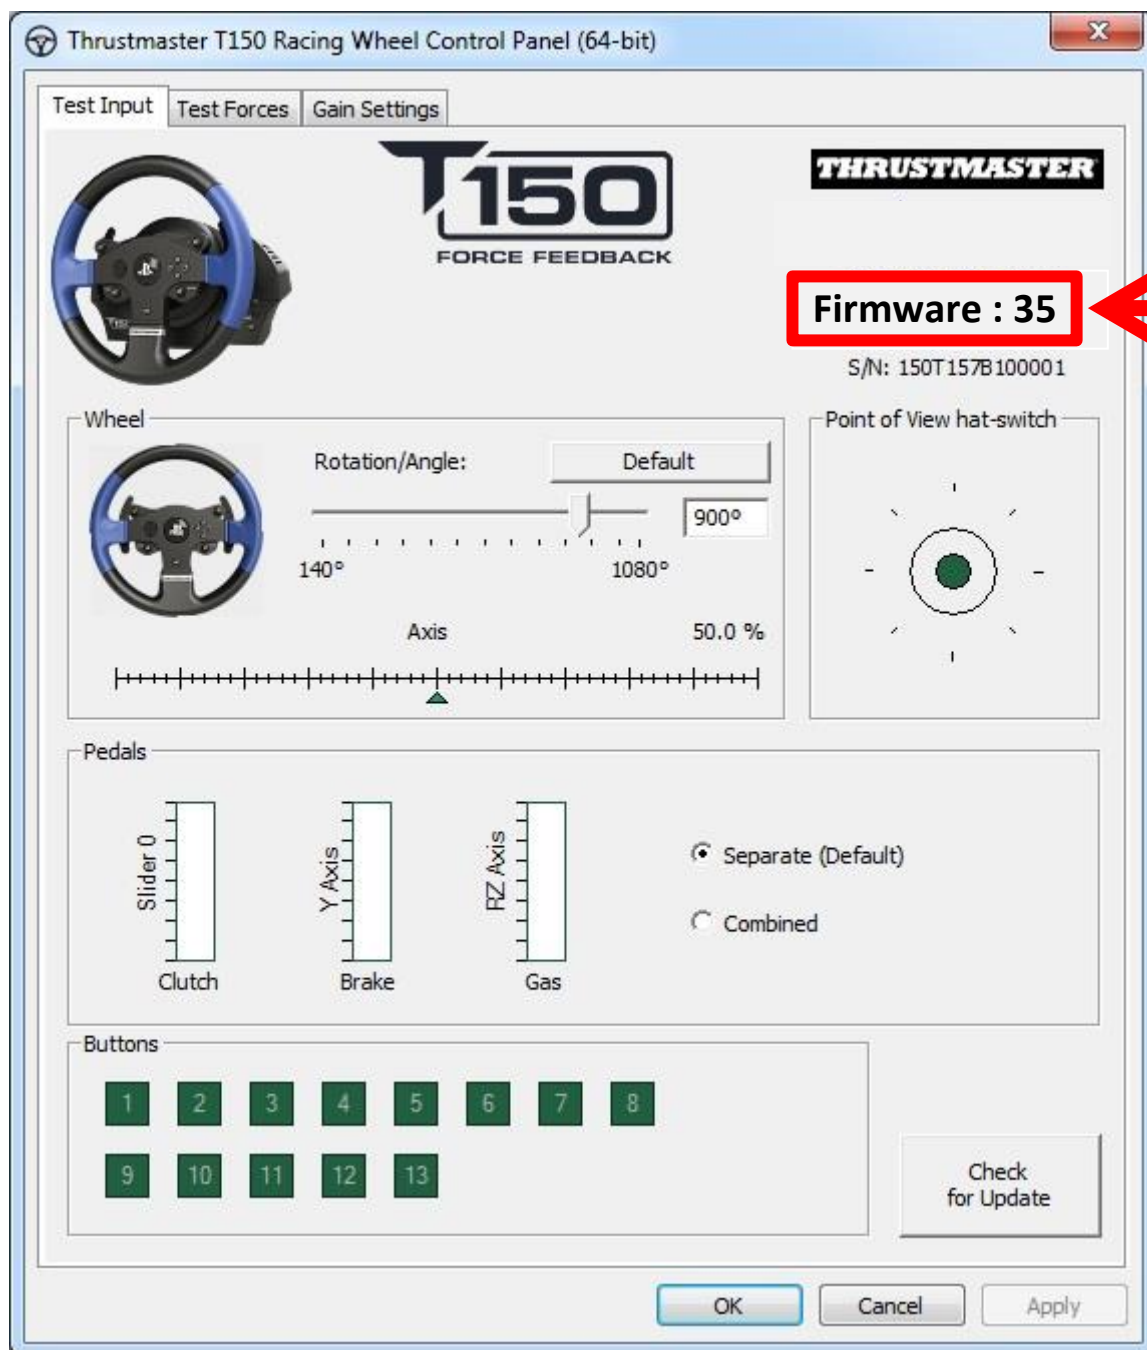 Thrustmaster T150 Racing Wheel Control Panel (64-bit)
Test Input Test Forces Gain Settings
T150
FORCE FEEDBACK
THRUSTMASTER
Firmware : 35
S/N: 150T157B100001
Wheel
Rotation/Angle: Default
900°
140° 1080°
Axis 50.0 %
Point of View hat-switch
Pedals
Slider 0
Clutch
Y Axis
Brake
RZ Axis
Gas
Separate (Default)
Combined
Buttons
1 2 3 4 5 6 7 8
9 10 11 12 13
Check
for Update
OK Cancel Apply